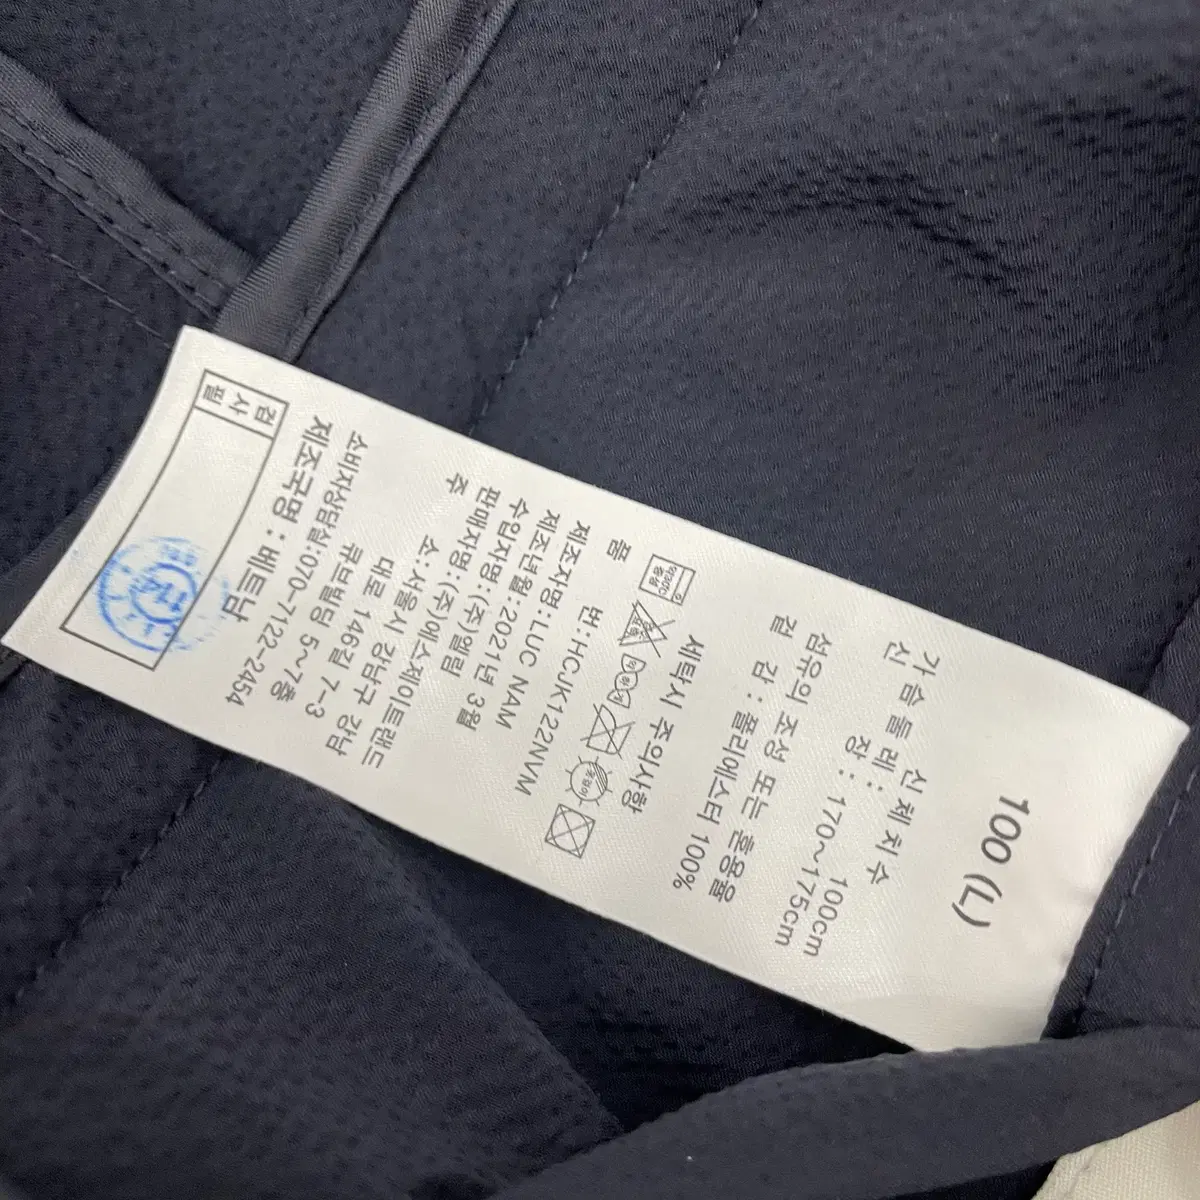 100 (L)
신체치수
가슴둘레: 100cm
신장: 170~175cm
섬유의 조성 또는 혼용율
겉감 : 폴리에스터 100%
세탁시 주의사항
품번:HCJK122NVM
제조자명:LUC NAM
제조년월:2021년 3월
수입자명:(주)엘림
판매자명:(주)에스제이트랜드
주소:서울시 강남구 강남
대로 146길 7-3
큐브빌딩 5~7층
소비자상담실:070-7122-2454
제조국명 : 베트남
검사필